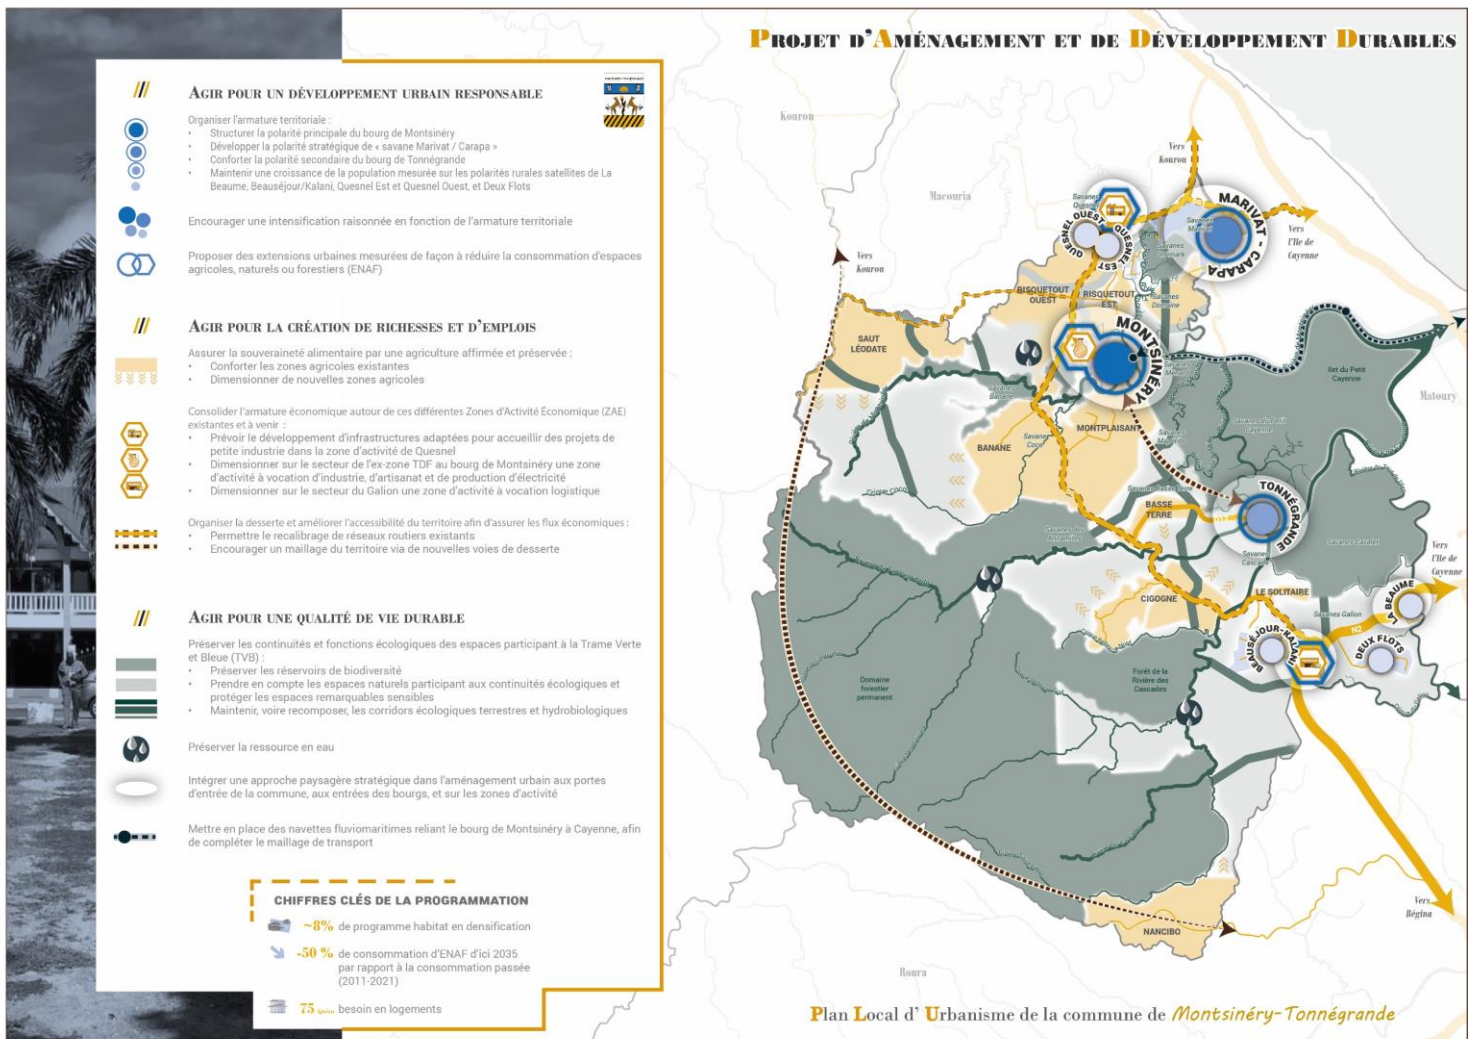 PROJET D'AMÉNAGEMENT ET DE DÉVELOPPEMENT DURABLES
AGIR POUR UN DÉVELOPPEMENT URBAIN RESPONSABLE
Organiser l'armature territoriale :
• Structurer la polarité principale du bourg de Montsinéry
• Développer la polarité stratégique de « savane Marivat / Carapa »
• Conforter la polarité secondaire du bourg de Tonnégrande
• Maintenir une croissance de la population mesurée sur les polarités rurales satellites de La
Beaume, Beauséjour/Kalani, Quesnel Est et Quesnel Ouest, et Deux Flots
Encourager une intensification raisonnée en fonction de l'armature territoriale
Proposer des extensions urbaines mesurées de façon à réduire la consommation d'espaces
agricoles, naturels ou forestiers (ENAF)
AGIR POUR LA CRÉATION DE RICHESSES ET D'EMPLOIS
Assurer la souveraineté alimentaire par une agriculture affirmée et préservée :
• Conforter les zones agricoles existantes
• Dimensionner de nouvelles zones agricoles
Consolider l'armature économique autour de ces différentes Zones d'Activité Économique (ZAE)
existantes et à venir :
• Prévoir le développement d'infrastructures adaptées pour accueillir des projets de
petite industrie dans la zone d'activité de Quesnel
• Dimensionner sur le secteur de l'ex-zone TDF au bourg de Montsinéry une zone
d'activité à vocation d'industrie, d'artisanat et de production d'électricité
• Dimensionner sur le secteur du Galion une zone d'activité à vocation logistique
Organiser la desserte et améliorer l'accessibilité du territoire afin d'assurer les flux économiques :
• Permettre le recalibrage de réseaux routiers existants
• Encourager un maillage du territoire via de nouvelles voies de desserte
AGIR POUR UNE QUALITÉ DE VIE DURABLE
Préserver les continuités et fonctions écologiques des espaces participant à la Trame Verte
et Bleue (TVB) :
• Préserver les réservoirs de biodiversité
• Prendre en compte les espaces naturels participant aux continuités écologiques et
protéger les espaces remarquables sensibles
• Maintenir, voire recomposer, les corridors écologiques terrestres et hydrobiologiques
Préserver la ressource en eau
Intégrer une approche paysagère stratégique dans l'aménagement urbain aux portes
d'entrée de la commune, aux entrées des bourgs, et sur les zones d'activité
Mettre en place des navettes fluviomaritimes reliant le bourg de Montsinéry à Cayenne, afin
de compléter le maillage de transport
CHIFFRES CLÉS DE LA PROGRAMMATION
~8% de programme habitat en densification
-50 % de consommation d'ENAF d'ici 2035
par rapport à la consommation passée
(2011-2021)
75 besoin en logements
Kourou
Vers
Kourou
Macouria
Savanes
QUESNEL OUEST
QUESNEL EST
Savanes
MARIVAT - CARAPA
Vers
l'Ile de
Cayenne
Vers
Kourou
RISQUETOUT
OUEST
RISQUETOUT
EST
SAUT
LÉODATE
MONTSINÉRY
Ilet du Petit
Cayenne
Matoury
Savanes
Banane
BANANE
Savane
Coco
MONTPLAISANT
Crique Coco
BASSE
TERRE
TONNÉGRANDE
Savane
Cascade
Vers
l'Ile de
Cayenne
CIGOGNE
LE SOLITAIRE
Savanes Galion
LA BEAUME
N2
BEAUSÉJOUR-KALANI
DEUX FLOTS
Domaine
forestier
permanent
Forêt de la
Rivière des
Cascades
Vers
Régina
NANCIBO
Roura
Plan Local d' Urbanisme de la commune de Montsinéry-Tonnégrande